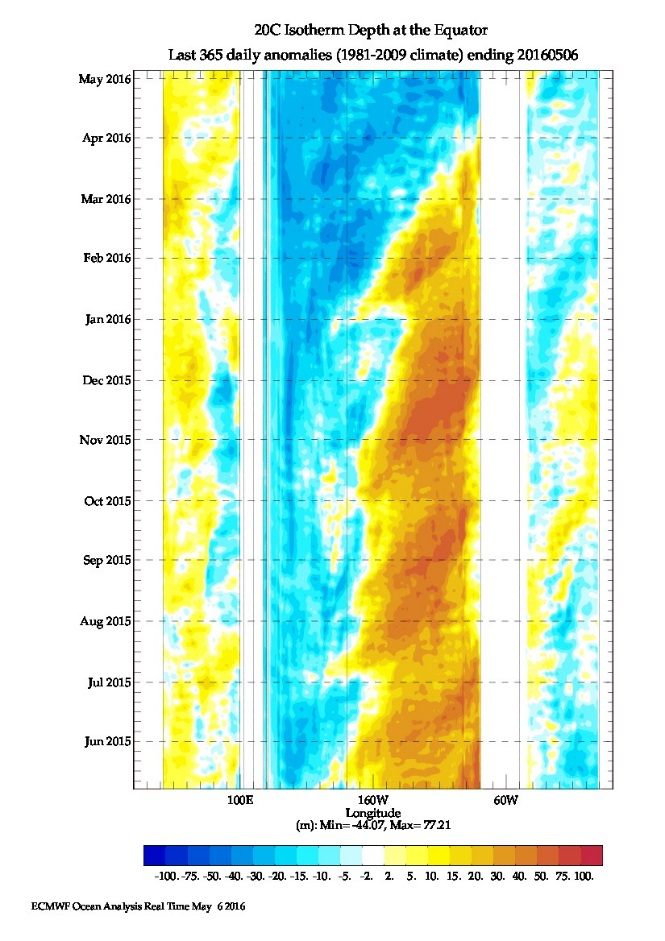 20C Isotherm Depth at the Equator
Last 365 daily anomalies (1981-2009 climate) ending 20160506
May 2016
Apr 2016
Mar 2016
Feb 2016
Jan 2016
Dec 2015
Nov 2015
Oct 2015
Sep 2015
Aug 2015
Jul 2015
Jun 2015
100E 160W 60W
Longitude
(m): Min= -44.07, Max= 77.21
-100. -75. -50. -40. -30. -20. -15. -10. -5. -2. 2. 5. 10. 15. 20. 30. 40. 50. 75. 100.
ECMWF Ocean Analysis Real Time May 6 2016